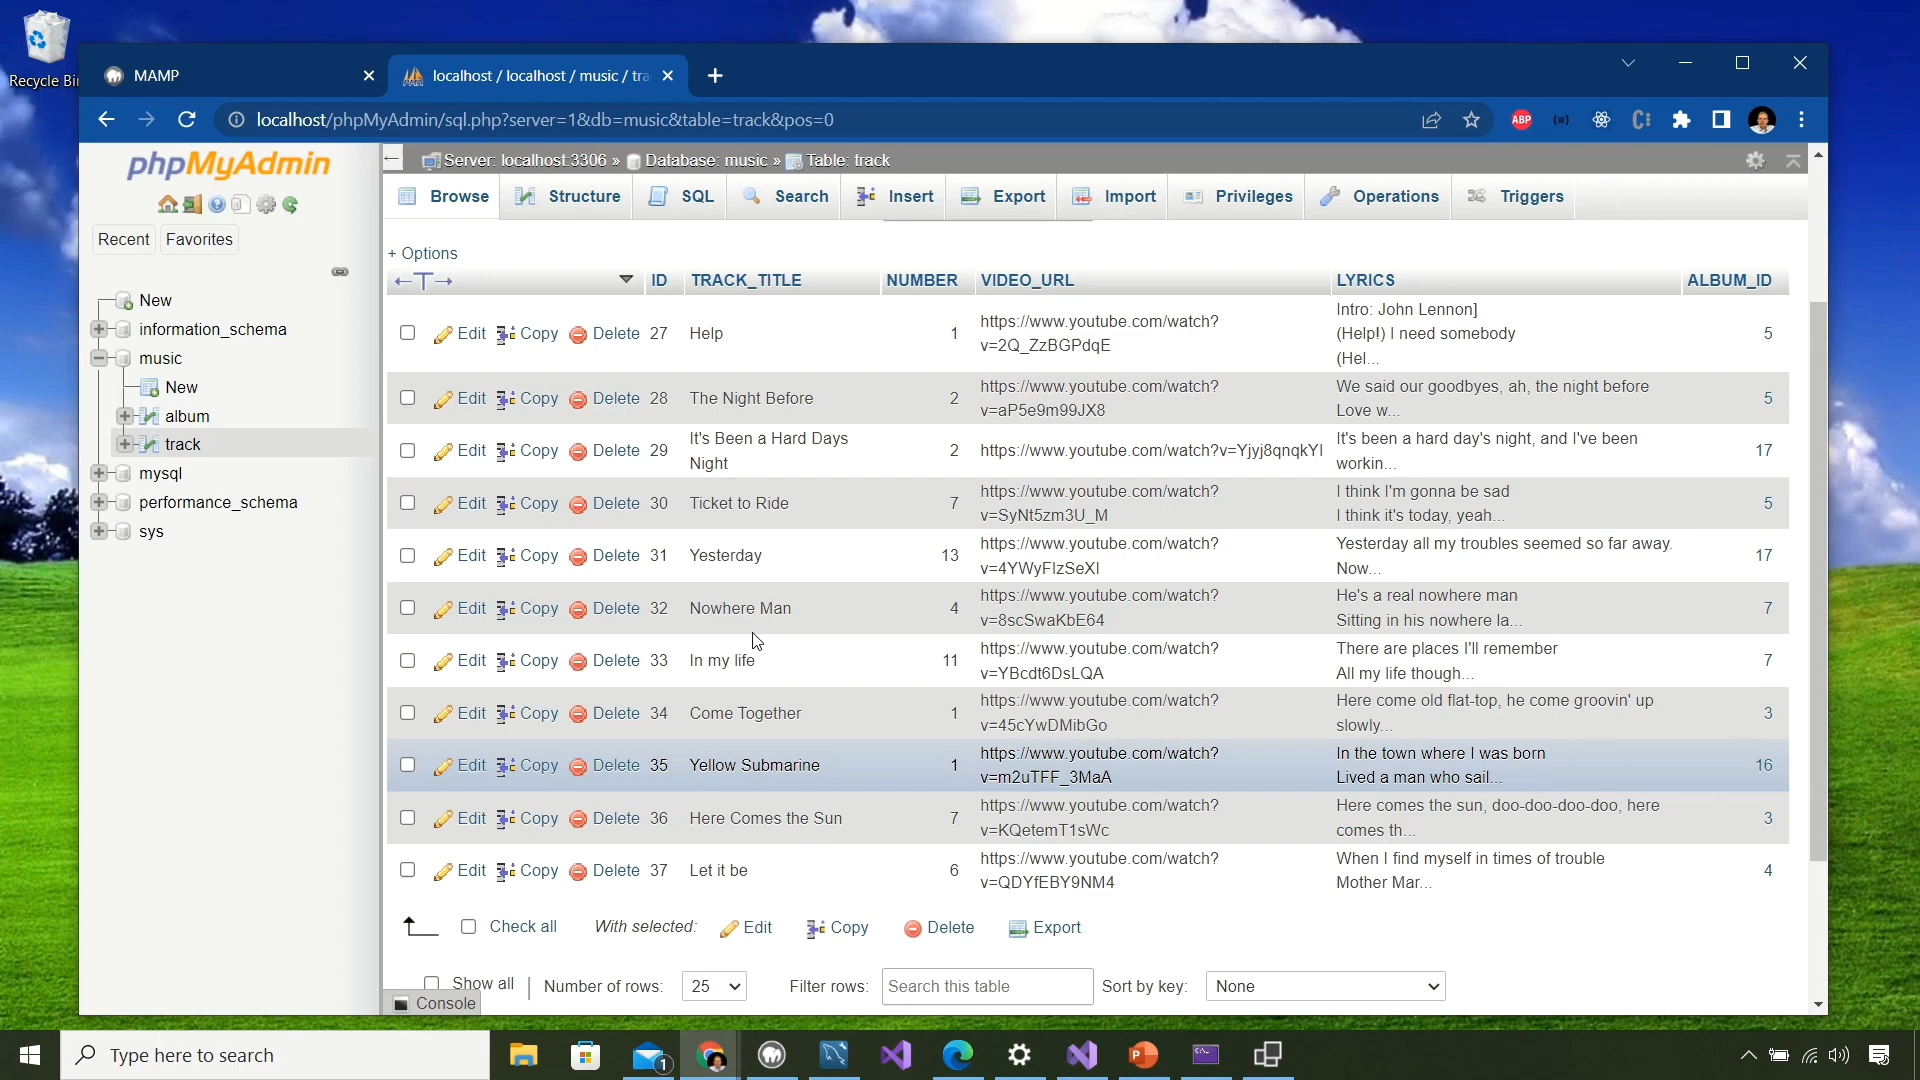 Recycle Bin
MAMP
localhost / localhost / music / tra
localhost/phpMyAdmin/sql.php?server=1&db=music&table=track&pos=0
ABP
phpMyAdmin
Recent Favorites
New
information_schema
music
New
album
track
mysql
performance_schema
sys
Server: localhost:3306 » Database: music » Table: track
Browse Structure SQL Search Insert Export Import Privileges Operations Triggers
+ Options
←T→ ID TRACK_TITLE NUMBER VIDEO_URL LYRICS ALBUM_ID
Edit Copy Delete 27 Help 1 https://www.youtube.com/watch?
v=2Q_ZzBGPdqE
Intro: John Lennon]
(Help!) I need somebody
(Hel...
5
Edit Copy Delete 28 The Night Before 2 https://www.youtube.com/watch?
v=aP5e9m99JX8
We said our goodbyes, ah, the night before
Love w...
5
Edit Copy Delete 29 It's Been a Hard Days
Night
2 https://www.youtube.com/watch?v=Yjyj8qnqkYI
It's been a hard day's night, and I've been
workin...
17
Edit Copy Delete 30 Ticket to Ride 7 https://www.youtube.com/watch?
v=SyNt5zm3U_M
I think I'm gonna be sad
I think it's today, yeah...
5
Edit Copy Delete 31 Yesterday 13 https://www.youtube.com/watch?
v=4YWyFIzSeXI
Yesterday all my troubles seemed so far away.
Now...
17
Edit Copy Delete 32 Nowhere Man 4 https://www.youtube.com/watch?
v=8scSwaKbE64
He's a real nowhere man
Sitting in his nowhere la...
7
Edit Copy Delete 33 In my life 11 https://www.youtube.com/watch?
v=YBcdt6DsLQA
There are places I'll remember
All my life though...
7
Edit Copy Delete 34 Come Together 1 https://www.youtube.com/watch?
v=45cYwDMibGo
Here come old flat-top, he come groovin' up
slowly...
3
Edit Copy Delete 35 Yellow Submarine 1 https://www.youtube.com/watch?
v=m2uTFF_3MaA
In the town where I was born
Lived a man who sail...
16
Edit Copy Delete 36 Here Comes the Sun 7 https://www.youtube.com/watch?
v=KQetemT1sWc
Here comes the sun, doo-doo-doo-doo, here
comes th...
3
Edit Copy Delete 37 Let it be 6 https://www.youtube.com/watch?
v=QDYfEBY9NM4
When I find myself in times of trouble
Mother Mar...
4
Check all With selected: Edit Copy Delete Export
Show all Number of rows: 25 Filter rows: Search this table Sort by key: None
Console
Type here to search
1